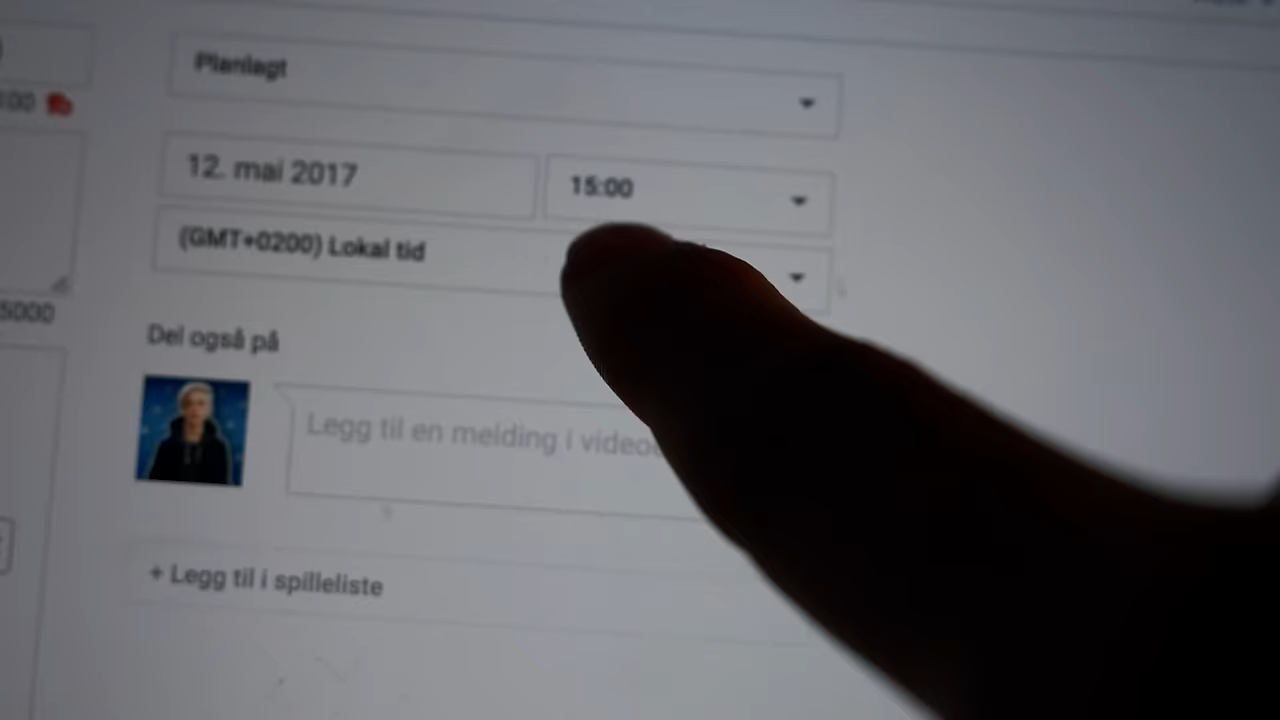 Planlagt
12. mai 2017
15:00
(GMT+0200) Lokal tid
5000
Del også på
Legg til en melding i
+ Legg til i spilleliste